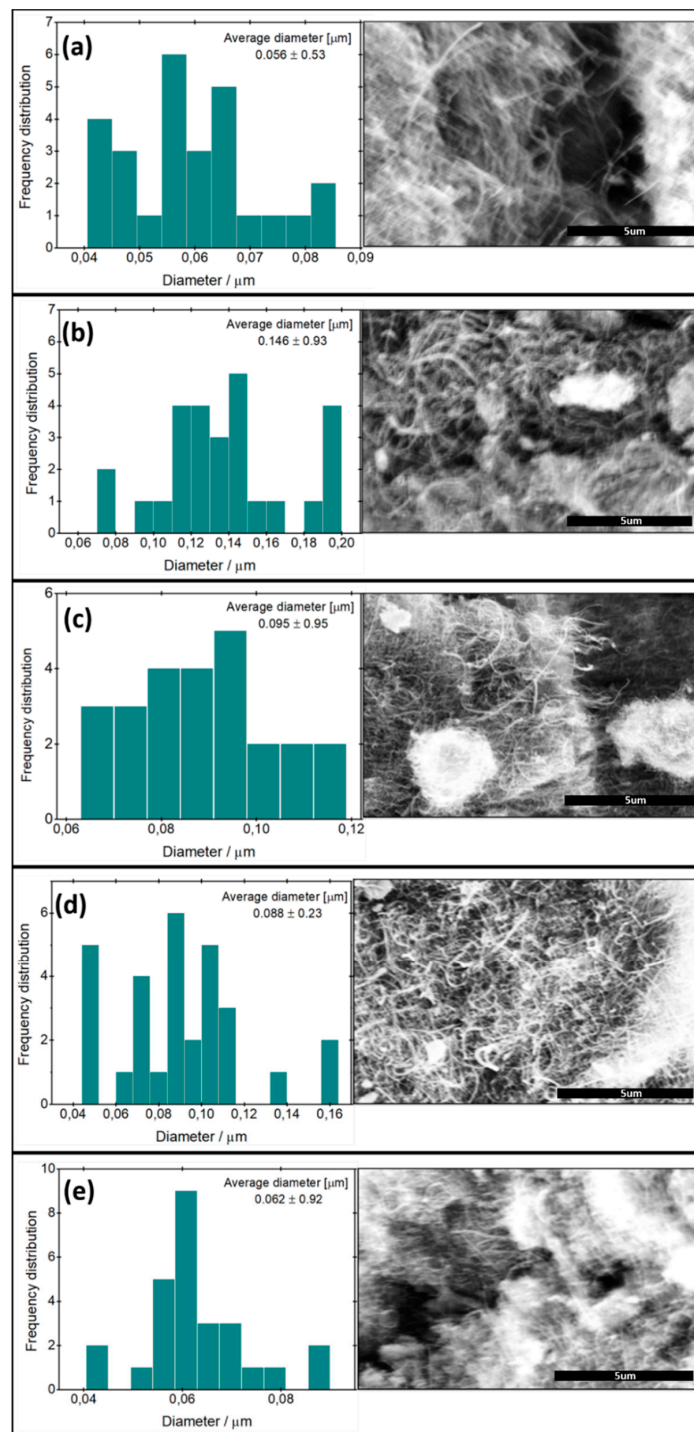 (a)
Average diameter [μm]
0.056 ± 0.53
7
6
5
4
3
2
1
0
Frequency distribution
0,04 0,05 0,06 0,07 0,08 0,09
Diameter / μm
5um
(b)
Average diameter [μm]
0.146 ± 0.93
7
6
5
4
3
2
1
0
Frequency distribution
0,06 0,08 0,10 0,12 0,14 0,16 0,18 0,20
Diameter / μm
5um
(c)
Average diameter [μm]
0.095 ± 0.95
6
4
2
0
Frequency distribution
0,06 0,08 0,10 0,12
Diameter / μm
5um
(d)
Average diameter [μm]
0.088 ± 0.23
6
4
2
0
Frequency distribution
0,04 0,06 0,08 0,10 0,12 0,14 0,16
Diameter / μm
5um
(e)
Average diameter [μm]
0.062 ± 0.92
10
8
6
4
2
0
Frequency distribution
0,04 0,06 0,08
Diameter / μm
5um